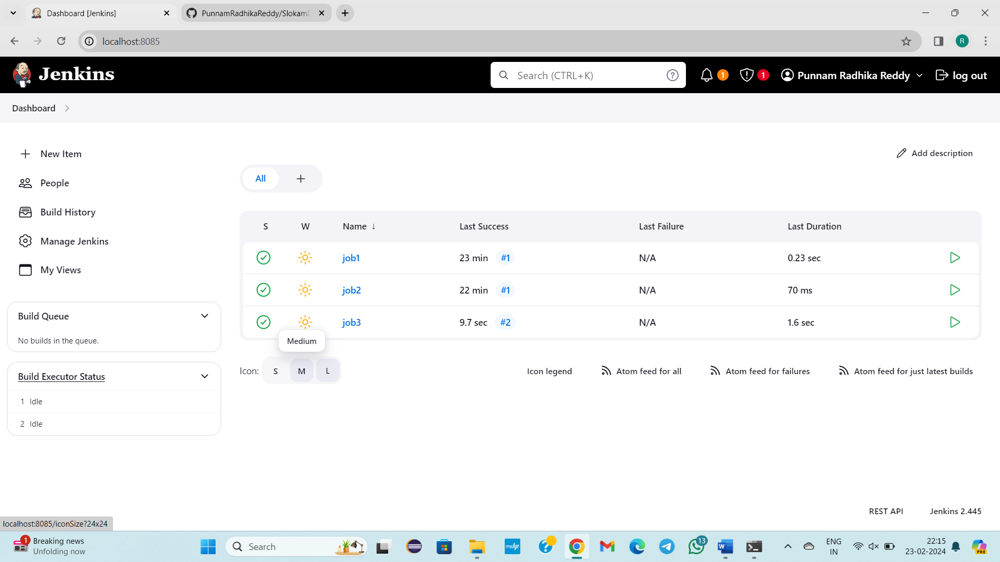 Dashboard [Jenkins]
PunnamRadhikaReddy/SlokamD
localhost:8085
Jenkins
Search (CTRL+K)
?
1
1
Punnam Radhika Reddy
log out
Dashboard
New Item
People
Build History
Manage Jenkins
My Views
Build Queue
No builds in the queue.
Build Executor Status
1 Idle
2 Idle
Add description
All +
S W Name ↓ Last Success Last Failure Last Duration
job1 23 min #1 N/A 0.23 sec
job2 22 min #1 N/A 70 ms
job3 9.7 sec #2 N/A 1.6 sec
Medium
Icon: S M L
Icon legend
Atom feed for all
Atom feed for failures
Atom feed for just latest builds
REST API
Jenkins 2.445
localhost:8085/iconSize?24x24
1
Breaking news
Unfolding now
Search
myhp
?
13
W
ENG
IN
22:15
23-02-2024
PRE
R